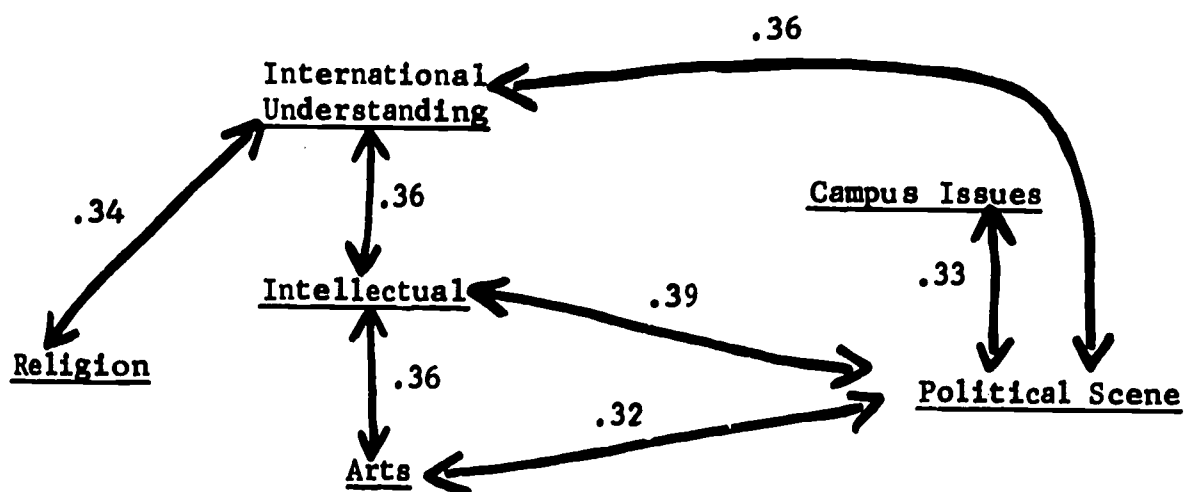 .36
International
Understanding
Campus Issues
.36
.34
.33
Intellectual
.39
Religion
.36
Political Scene
.32
Arts